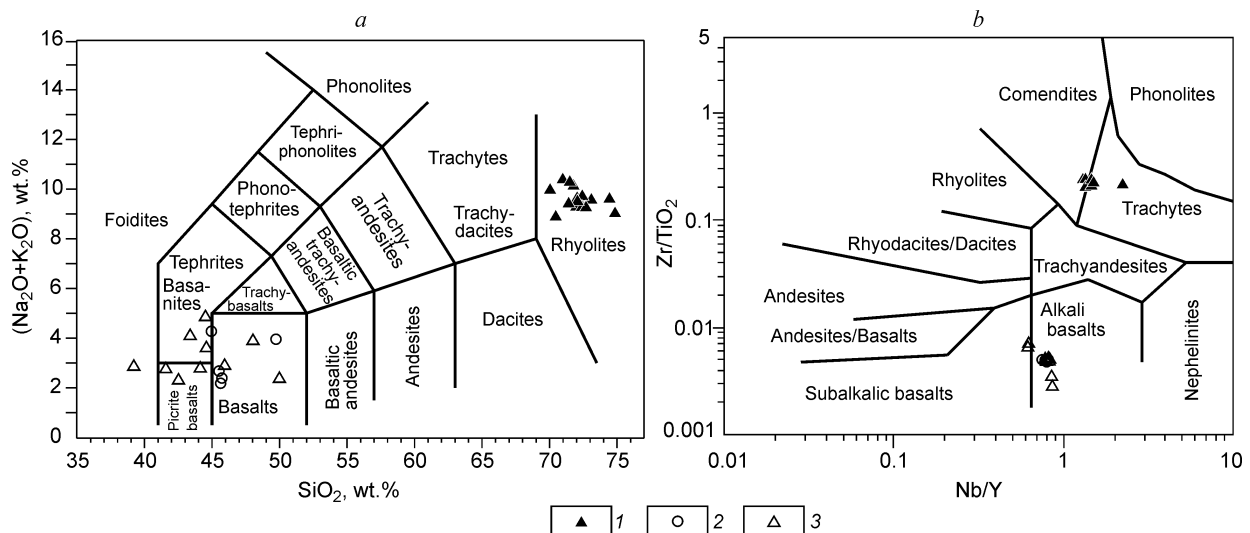 a
(Na2O+K2O), wt.%
16
14
12
10
8
6
4
2
0
35
40
45
50
55
60
65
70
75
SiO2, wt.%
Phonolites
Tephri-
phonolites
Trachytes
Phono-
tephrites
Foidites
Trachy-
andesites
Trachy-
dacites
Rhyolites
Tephrites
Basa-
nites
Basaltic
trachy-
andesites
Trachy-
basalts
Dacites
Andesites
Basaltic
andesites
Basalts
Picrite
basalts
b
Zr/TiO2
5
1
0.1
0.01
0.001
0.01
0.1
1
10
Nb/Y
Comendites
Phonolites
Rhyolites
Trachytes
Rhyodacites/Dacites
Trachyandesites
Andesites
Alkali
basalts
Andesites/Basalts
Subalkalic basalts
Nephelinites
1
2
3